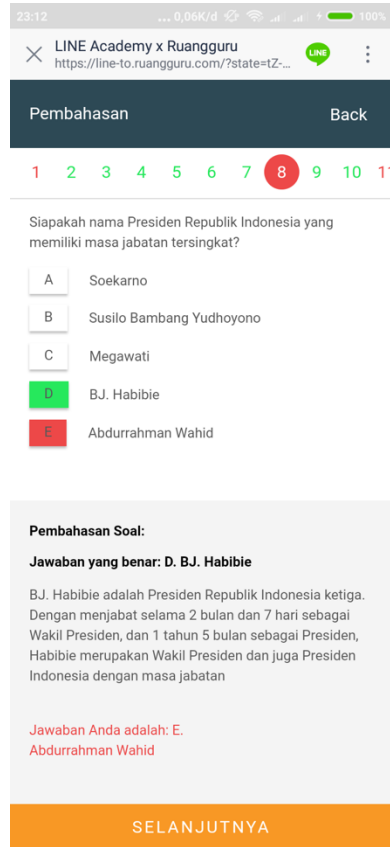 23:12 ... 0,06K/d 100%
LINE Academy x Ruangguru
https://line-to.ruangguru.com/?state=tZ-...
LINE
Pembahasan Back
1 2 3 4 5 6 7 8 9 10 11
Siapakah nama Presiden Republik Indonesia yang
memiliki masa jabatan tersingkat?
A Soekarno
B Susilo Bambang Yudhoyono
C Megawati
D BJ. Habibie
E Abdurrahman Wahid
Pembahasan Soal:
Jawaban yang benar: D. BJ. Habibie
BJ. Habibie adalah Presiden Republik Indonesia ketiga.
Dengan menjabat selama 2 bulan dan 7 hari sebagai
Wakil Presiden, dan 1 tahun 5 bulan sebagai Presiden,
Habibie merupakan Wakil Presiden dan juga Presiden
Indonesia dengan masa jabatan
Jawaban Anda adalah: E.
Abdurrahman Wahid
SELANJUTNYA